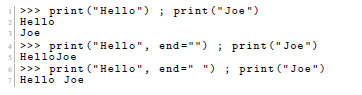 1 >>> print("Hello") ; print("Joe")
2 Hello
3 Joe
4 >>> print("Hello", end="") ; print("Joe")
5 HelloJoe
6 >>> print("Hello", end=" ") ; print("Joe")
7 Hello Joe